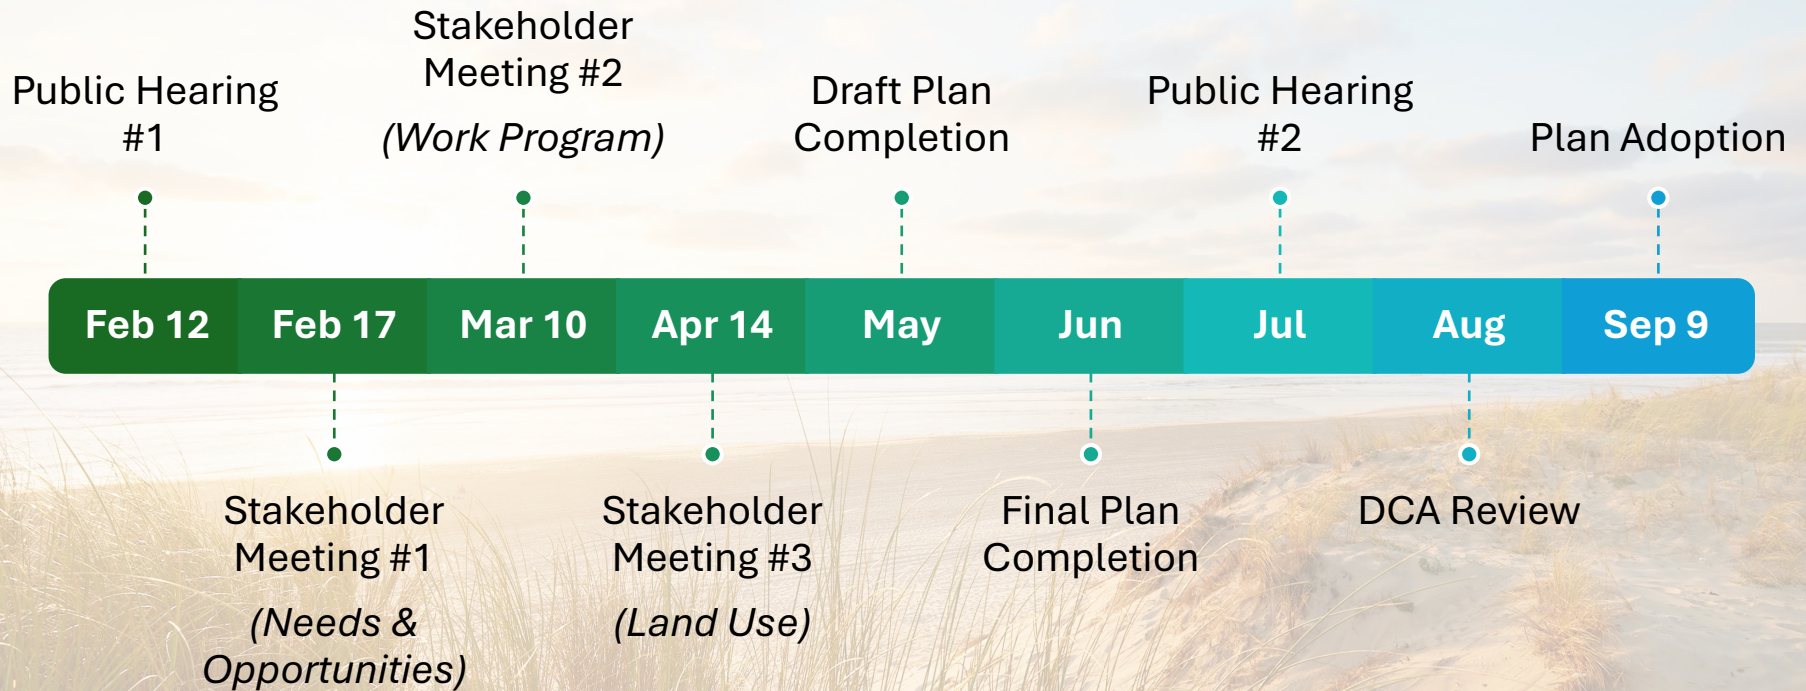 Public Hearing
#1
Stakeholder
Meeting #2
(Work Program)
Draft Plan
Completion
Public Hearing
#2
Plan Adoption
Feb 12
Feb 17
Mar 10
Apr 14
May
Jun
Jul
Aug
Sep 9
Stakeholder
Meeting #1
(Needs &
Opportunities)
Stakeholder
Meeting #3
(Land Use)
Final Plan
Completion
DCA Review